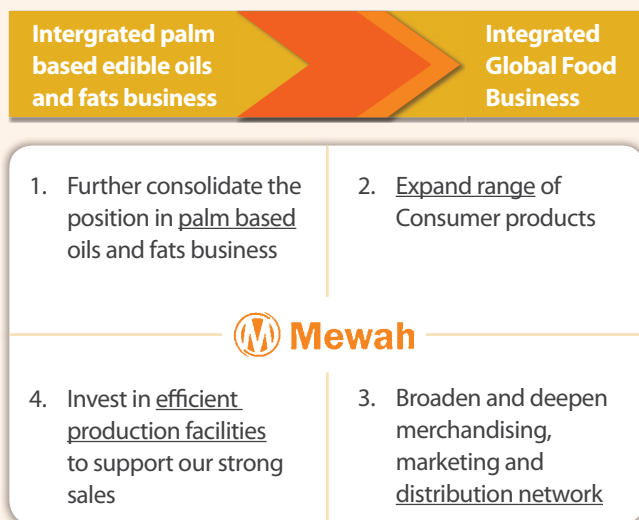 Intergrated palm
based edible oils
and fats business
Integrated
Global Food
Business
1. Further consolidate the
position in palm based
oils and fats business
2. Expand range of
Consumer products
Mewah
4. Invest in efficient
production facilities
to support our strong
sales
3. Broaden and deepen
merchandising,
marketing and
distribution network